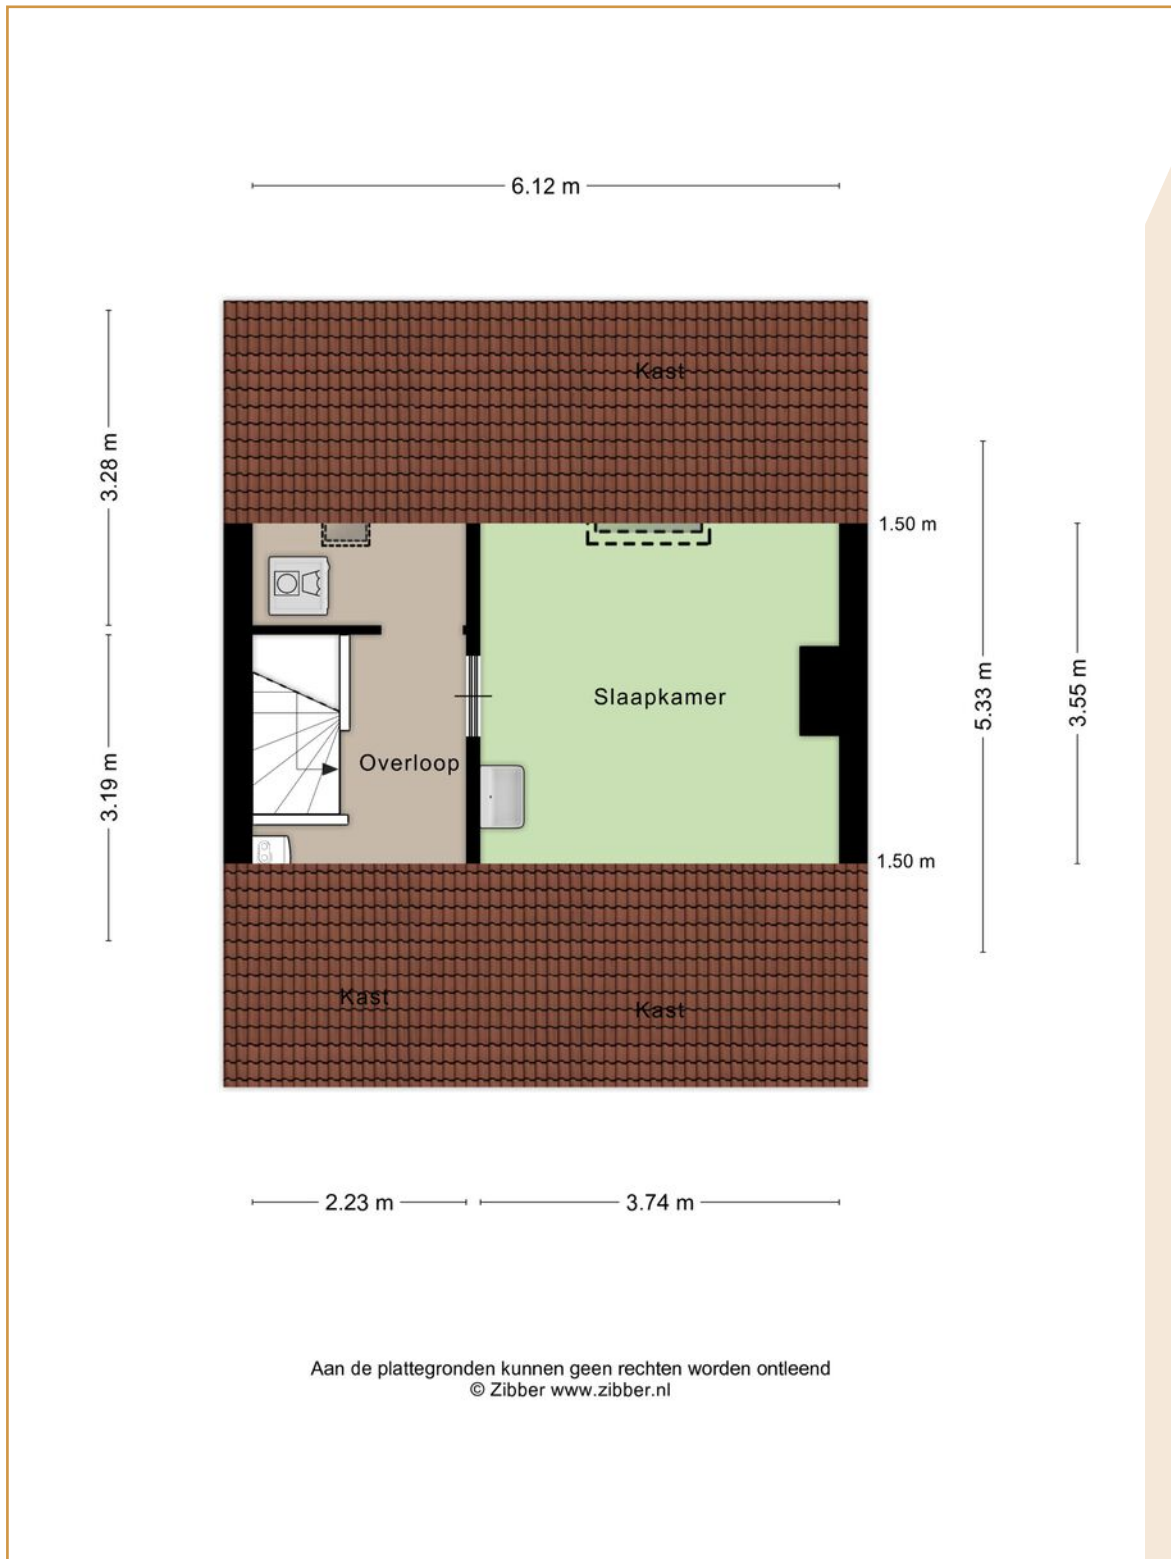 6.12 m
Kast
3.28 m
1.50 m
Slaapkamer
5.33 m
3.55 m
Overloop
3.19 m
1.50 m
Kast
Kast
2.23 m
3.74 m
Aan de plattegronden kunnen geen rechten worden ontleend
© Zibber www.zibber.nl